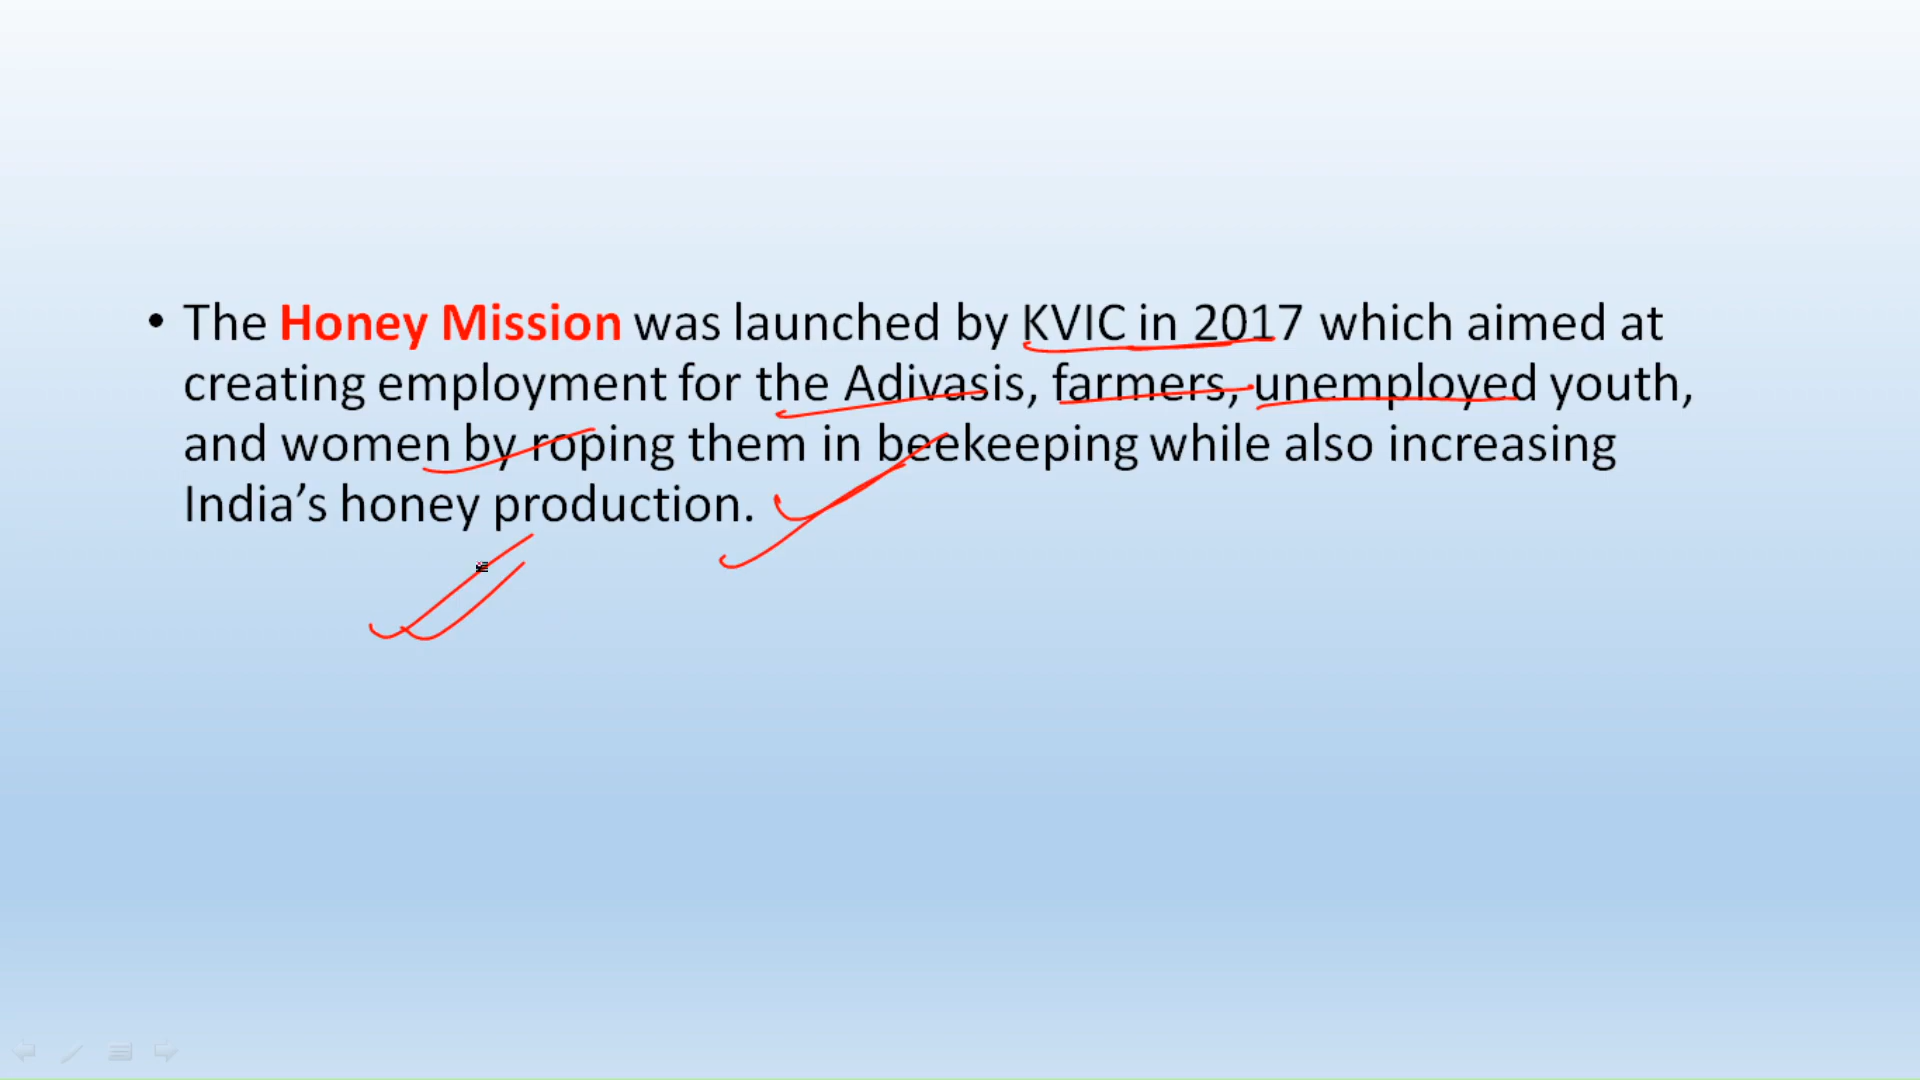 • The Honey Mission was launched by KVIC in 2017 which aimed at
creating employment for the Adivasis, farmers, unemployed youth,
and women by roping them in beekeeping while also increasing
India’s honey production.